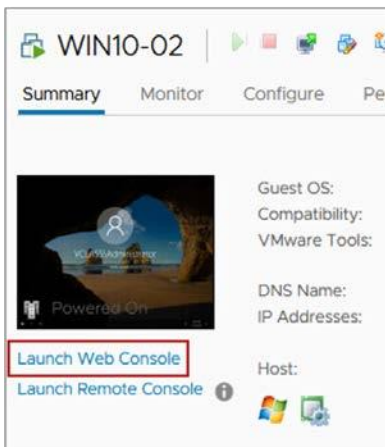 WIN10-02
Summary Monitor Configure Pe
Guest OS:
Compatibility:
VMware Tools:
DNS Name:
IP Addresses:
Powered On
Launch Web Console
Host:
Launch Remote Console